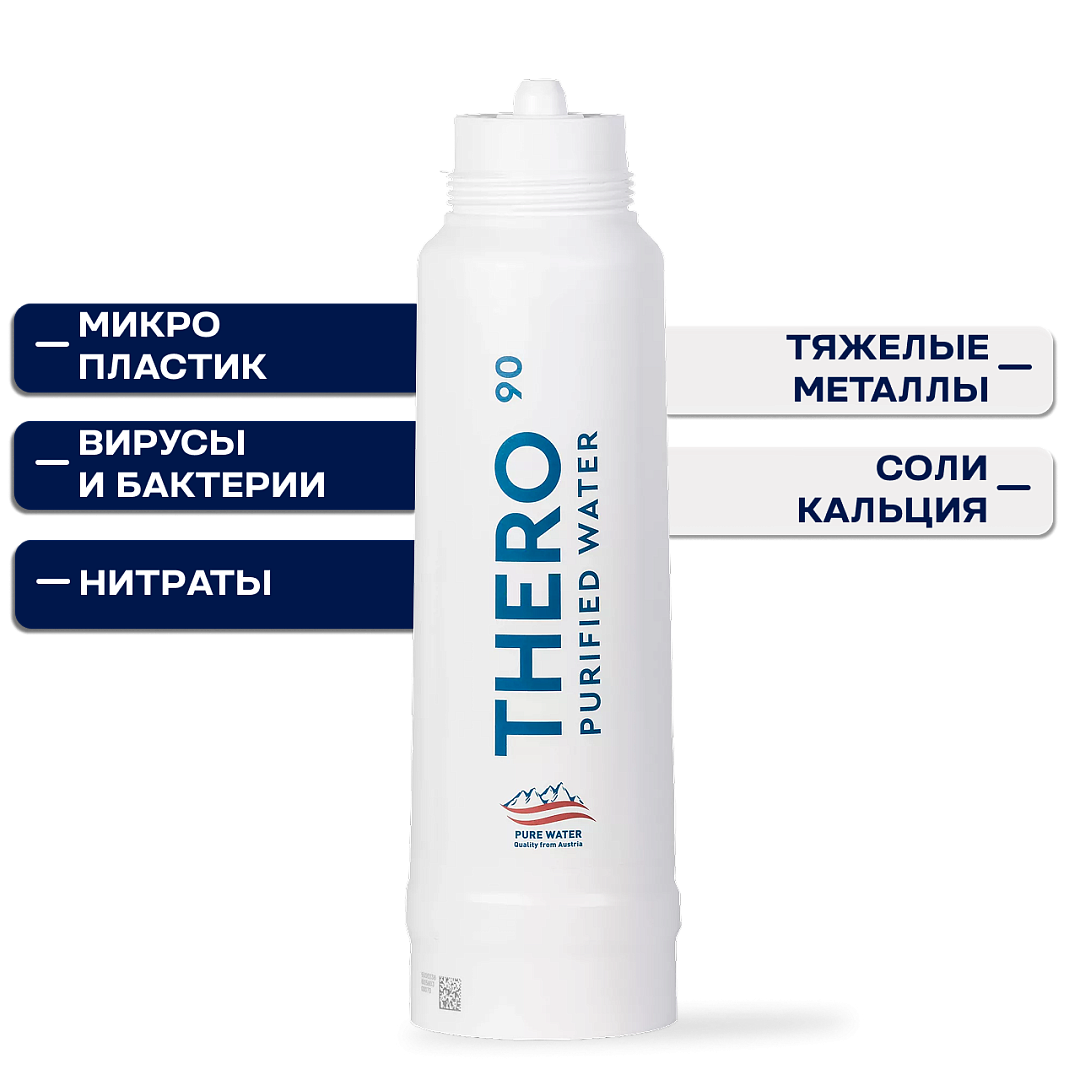 МИКРО
ПЛАСТИК
ВИРУСЫ
И БАКТЕРИИ
НИТРАТЫ
ТЯЖЕЛЫЕ
МЕТАЛЛЫ
СОЛИ
КАЛЬЦИЯ
THERO 90
PURIFIED WATER
PURE WATER
Quality from Austria